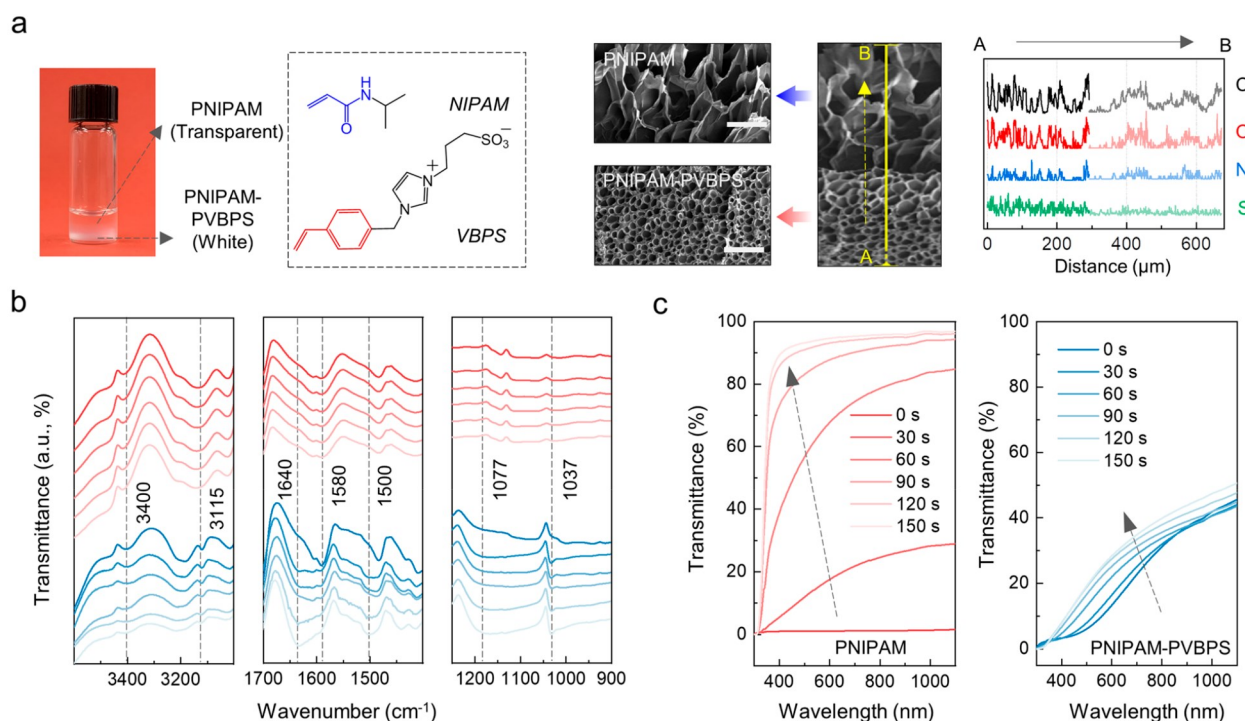 a
PNIPAM
(Transparent)
PNIPAM-
PVBPS
(White)
H
N
O
NIPAM
SO3−
+
N
N
VBPS
PNIPAM
PNIPAM-PVBPS
B
A
A
B
C
O
N
S
0
200
400
600
Distance (µm)
b
Transmittance (a.u., %)
3400
3115
1640
1580
1500
1077
1037
3400
3200
1700
1600
1500
1200
1100
1000
900
Wavenumber (cm-1)
c
Transmittance (%)
100
80
60
40
20
0
0 s
30 s
60 s
90 s
120 s
150 s
PNIPAM
400
600
800
1000
Wavelength (nm)
Transmittance (%)
100
80
60
40
20
0
0 s
30 s
60 s
90 s
120 s
150 s
PNIPAM-PVBPS
400
600
800
1000
Wavelength (nm)